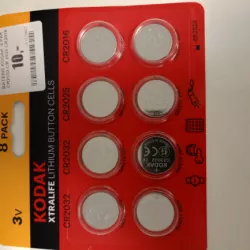 KODAK
XTRALIFE LITHIUM BUTTON CELLS
3V
8 PACK
10,-
CR2016
CR2025
CR2032
CR2032